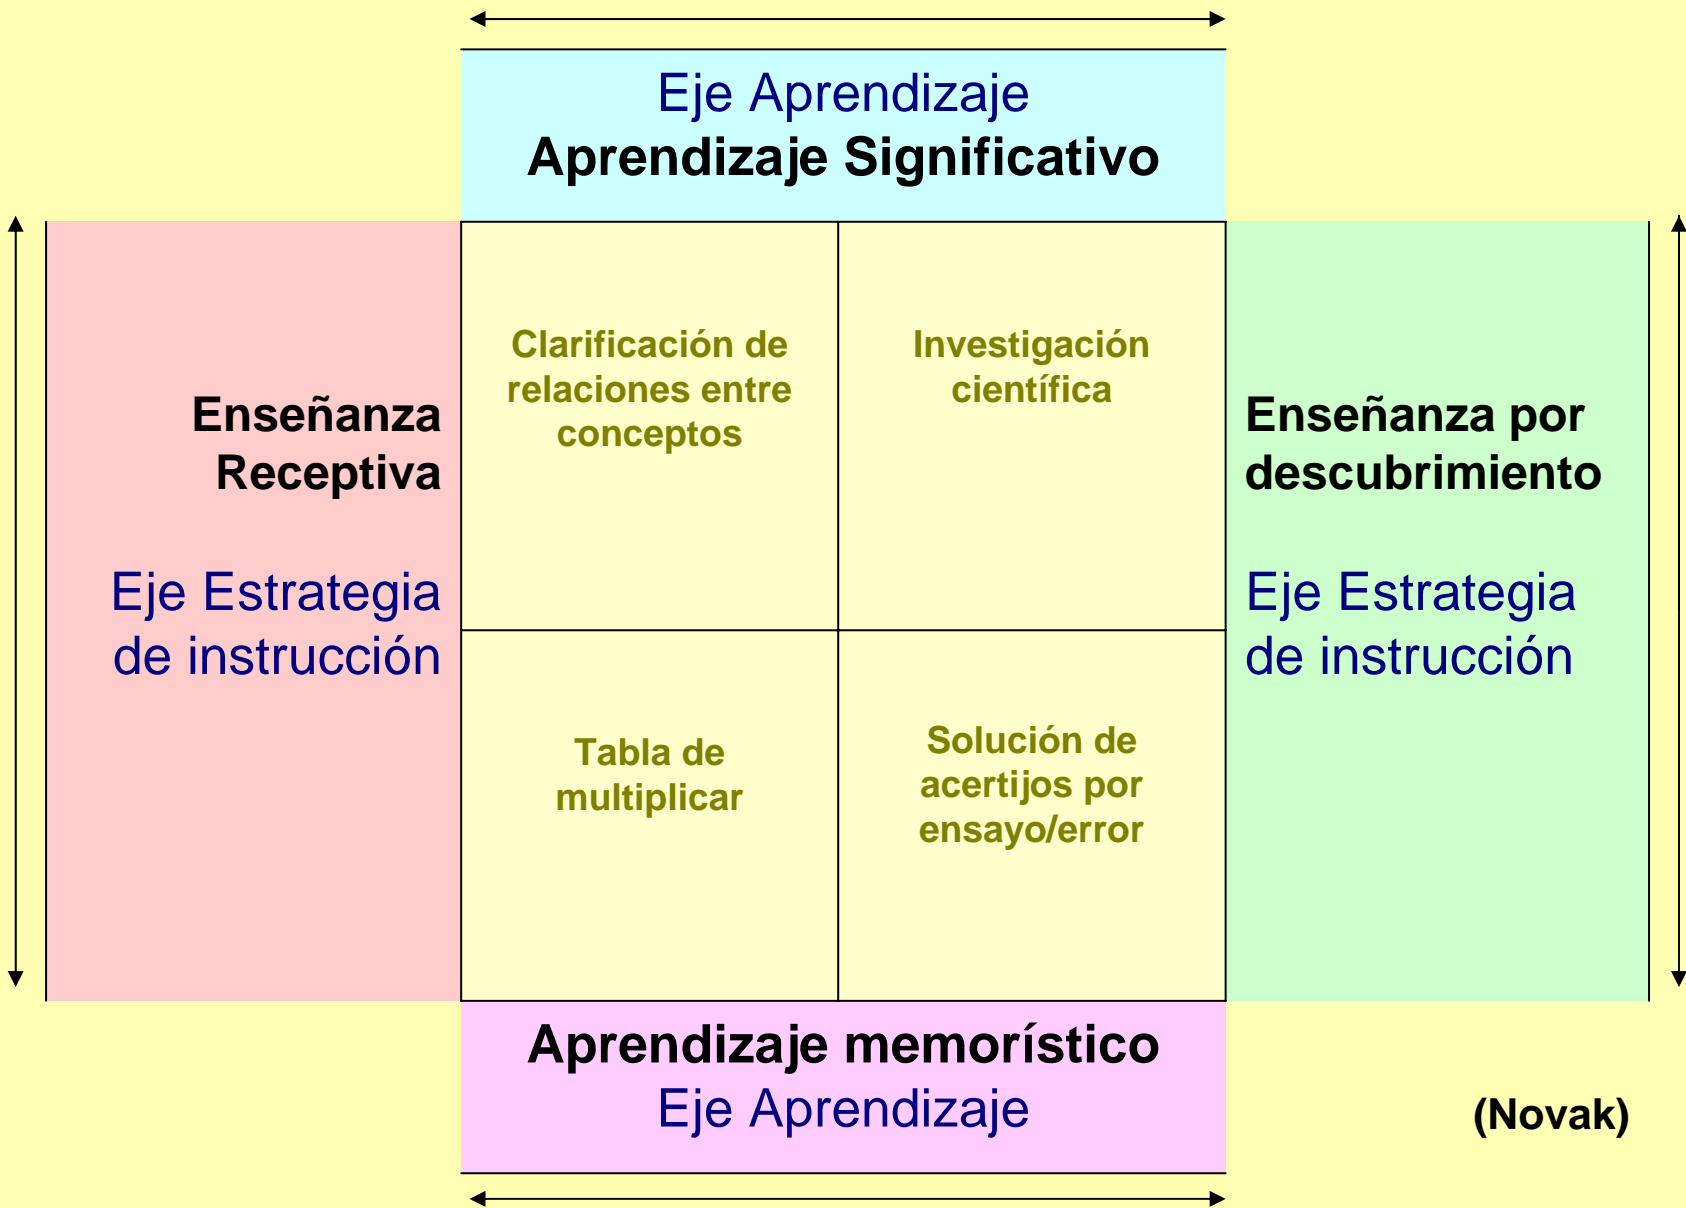 Eje Aprendizaje
Aprendizaje Significativo
Enseñanza
Receptiva
Eje Estrategia
de instrucción
Clarificación de
relaciones entre
conceptos
Investigación
científica
Tabla de
multiplicar
Solución de
acertijos por
ensayo/error
Enseñanza por
descubrimiento
Eje Estrategia
de instrucción
Aprendizaje memorístico
Eje Aprendizaje
(Novak)